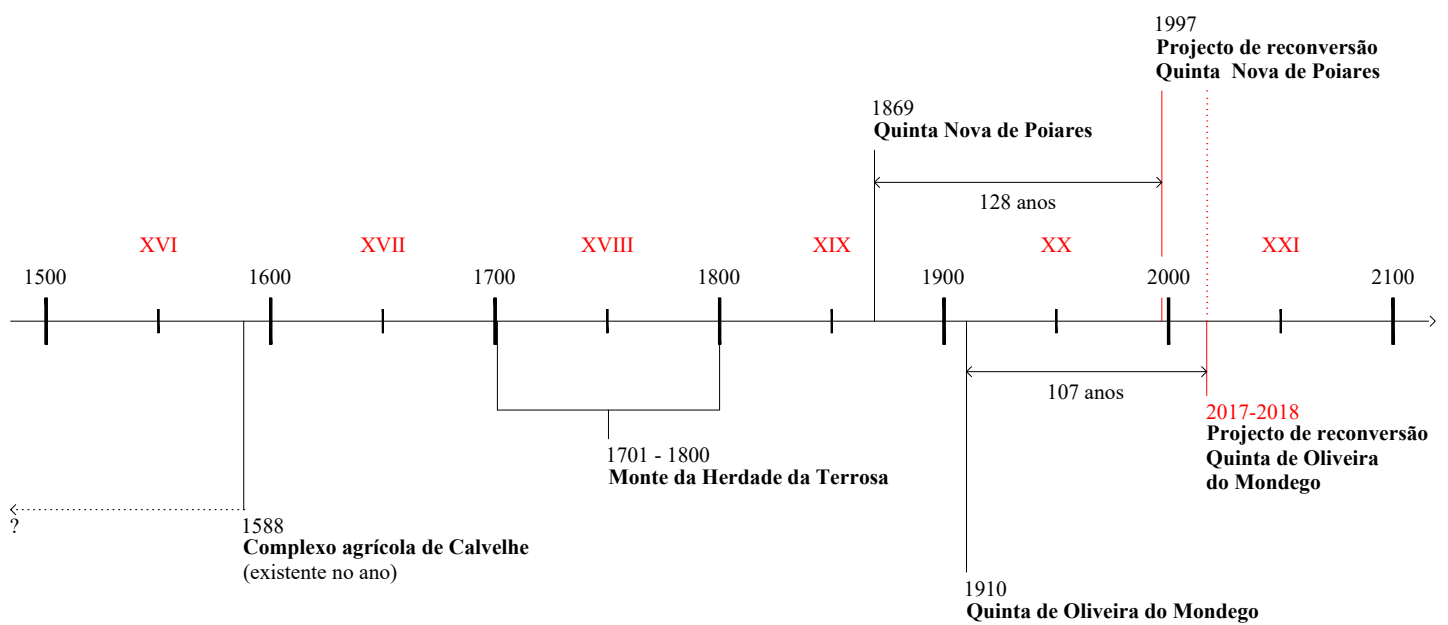 1997
Projecto de reconversão
Quinta Nova de Poiares
1869
Quinta Nova de Poiares
128 anos
XVI XVII XVIII XIX XX XXI
1500 1600 1700 1800 1900 2000 2100
107 anos
2017-2018
Projecto de reconversão
Quinta de Oliveira
do Mondego
1701 - 1800
Monte da Herdade da Terrosa
?
1588
Complexo agrícola de Calvelhe
(existente no ano)
1910
Quinta de Oliveira do Mondego